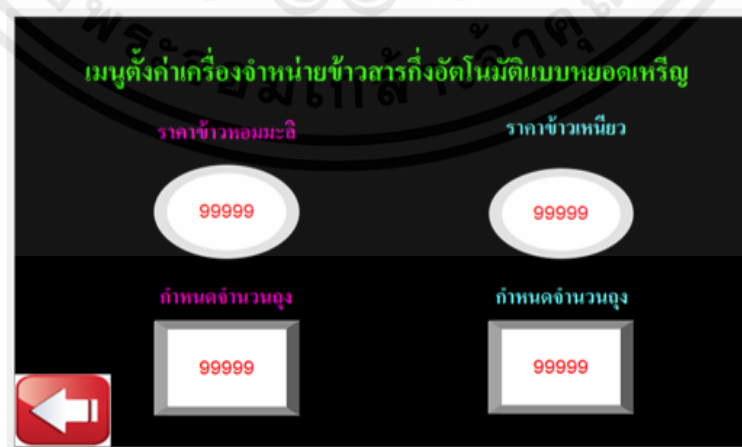 เมนูตั้งค่าเครื่องจำหน่ายข้าวสารกึ่งอัตโนมัติแบบหยอดเหรีญ
ราคาข้าวหอมมะลิ
ราคาข้าวเหนียว
99999
99999
กำหนดจำนวนถุง
กำหนดจำนวนถุง
99999
99999